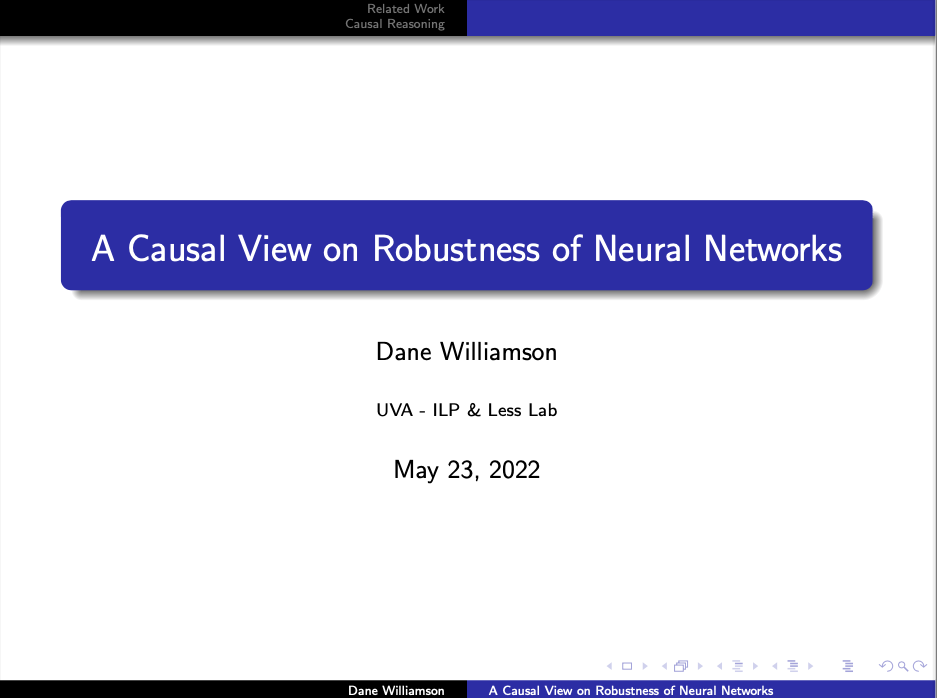 Related Work
Causal Reasoning
A Causal View on Robustness of Neural Networks
Dane Williamson
UVA - ILP & Less Lab
May 23, 2022
Dane Williamson
A Causal View on Robustness of Neural Networks